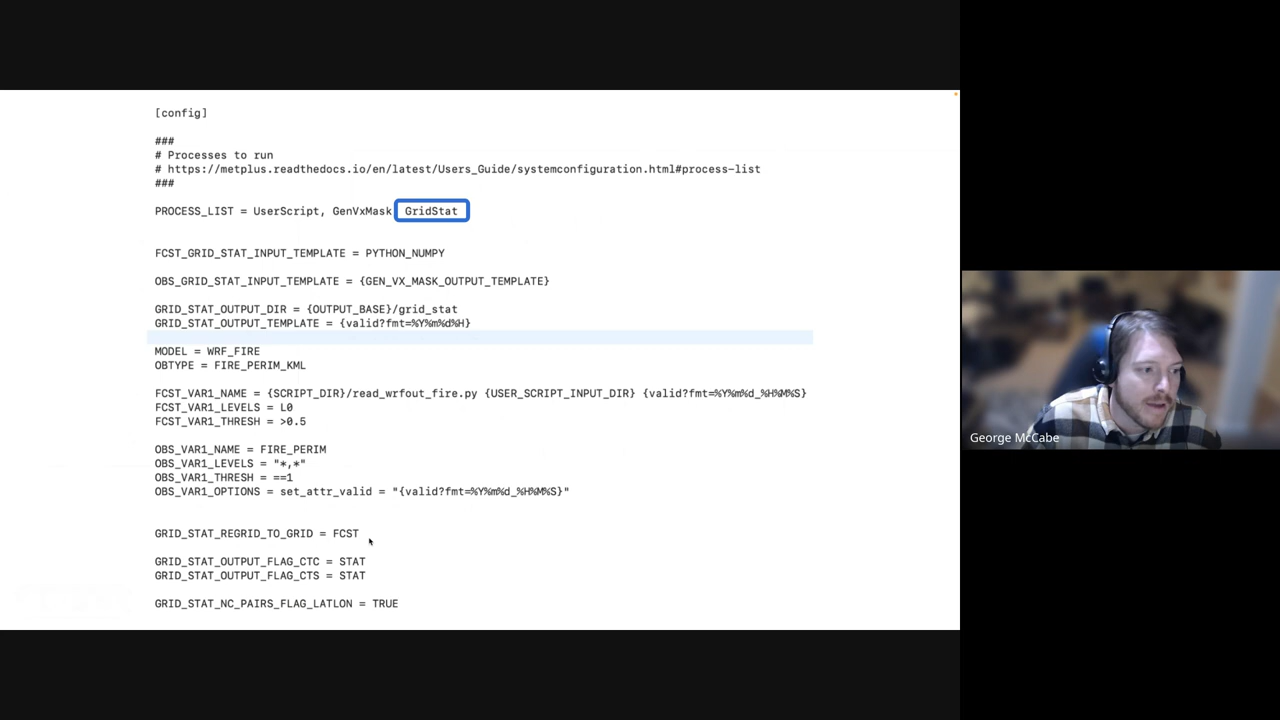 [config]
###
# Processes to run
# https://metplus.readthedocs.io/en/latest/Users_Guide/systemconfiguration.html#process-list
###
PROCESS_LIST = UserScript, GenVxMask GridStat
FCST_GRID_STAT_INPUT_TEMPLATE = PYTHON_NUMPY
OBS_GRID_STAT_INPUT_TEMPLATE = {GEN_VX_MASK_OUTPUT_TEMPLATE}
GRID_STAT_OUTPUT_DIR = {OUTPUT_BASE}/grid_stat
GRID_STAT_OUTPUT_TEMPLATE = {valid?fmt=%Y%m%d%H}
MODEL = WRF_FIRE
OBTYPE = FIRE_PERIM_KML
FCST_VAR1_NAME = {SCRIPT_DIR}/read_wrfout_fire.py {USER_SCRIPT_INPUT_DIR} {valid?fmt=%Y%m%d_%H%M%S}
FCST_VAR1_LEVELS = L0
FCST_VAR1_THRESH = >0.5
OBS_VAR1_NAME = FIRE_PERIM
OBS_VAR1_LEVELS = "*,*"
OBS_VAR1_THRESH = ==1
OBS_VAR1_OPTIONS = set_attr_valid = "{valid?fmt=%Y%m%d_%H%M%S}"
GRID_STAT_REGRID_TO_GRID = FCST
GRID_STAT_OUTPUT_FLAG_CTC = STAT
GRID_STAT_OUTPUT_FLAG_CTS = STAT
GRID_STAT_NC_PAIRS_FLAG_LATLON = TRUE
George McCabe